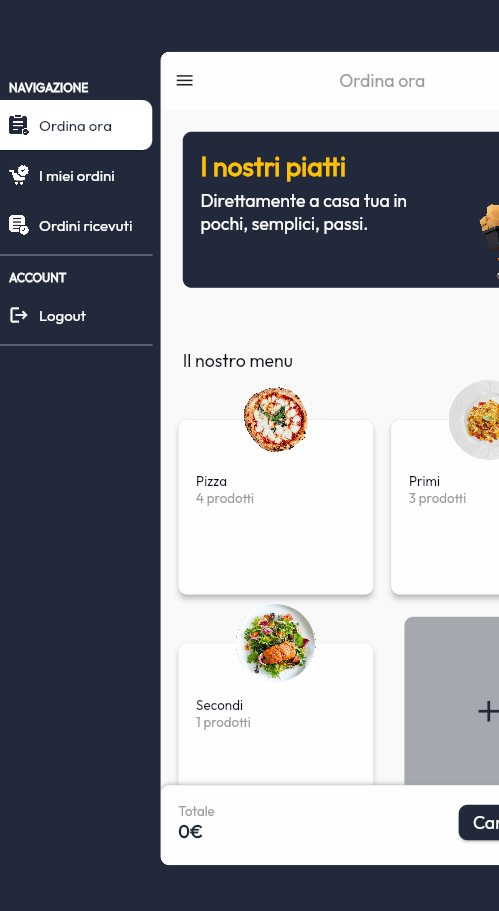 NAVIGAZIONE
Ordina ora
I miei ordini
Ordini ricevuti
ACCOUNT
Logout
Ordina ora
I nostri piatti
Direttamente a casa tua in
pochi, semplici, passi.
Il nostro menu
Pizza
4 prodotti
Primi
3 prodotti
Secondi
1 prodotti
Totale
0€